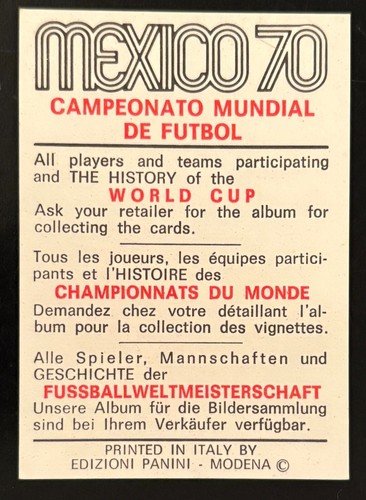 MEXICO 70
CAMPEONATO MUNDIAL
DE FUTBOL
All players and teams participating
and THE HISTORY of the
WORLD CUP
Ask your retailer for the album for
collecting the cards.
Tous les joueurs, les équipes partici-
pants et l'HISTOIRE des
CHAMPIONNATS DU MONDE
Demandez chez votre détaillant l'al-
bum pour la collection des vignettes.
Alle Spieler, Mannschaften und
GESCHICHTE der
FUSSBALLWELTMEISTERSCHAFT
Unsere Album für die Bildersammlung
sind bei Ihrem Verkäufer verfügbar.
PRINTED IN ITALY BY
EDIZIONI PANINI - MODENA ©